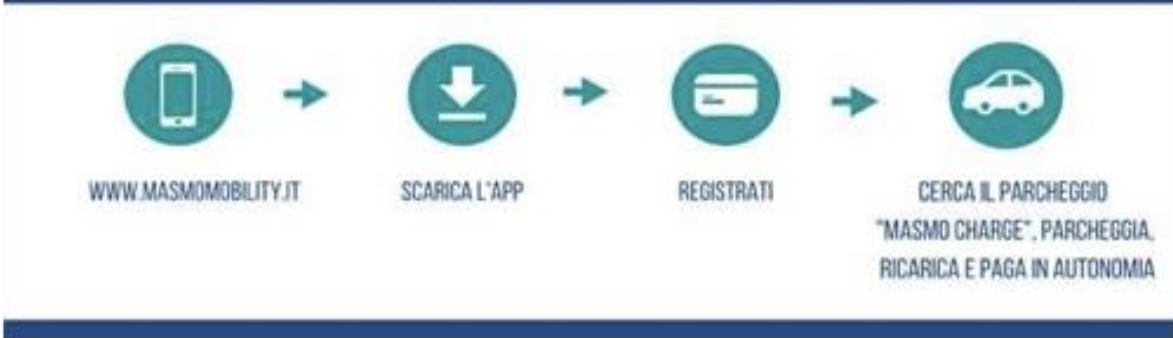 WWW.MASMOMOBILITY.IT
SCARICA L'APP
REGISTRATI
CERCA IL PARCHEGGIO
"MASMO CHARGE", PARCHEGGIA,
RICARICA E PAGA IN AUTONOMIA